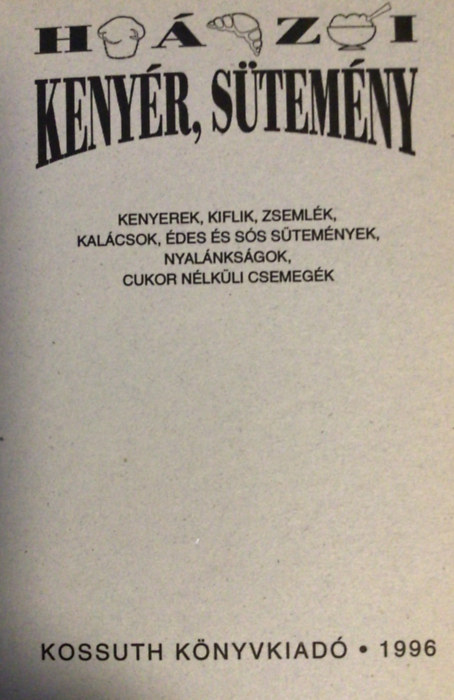 HÁZI
KENYÉR, SÜTEMÉNY
KENYEREK, KIFLIK, ZSEMLÉK,
KALÁCSOK, ÉDES ÉS SÓS SÜTEMÉNYEK,
NYALÁNKSÁGOK,
CUKOR NÉLKÜLI CSEMEGÉK
KOSSUTH KÖNYVKIADÓ • 1996